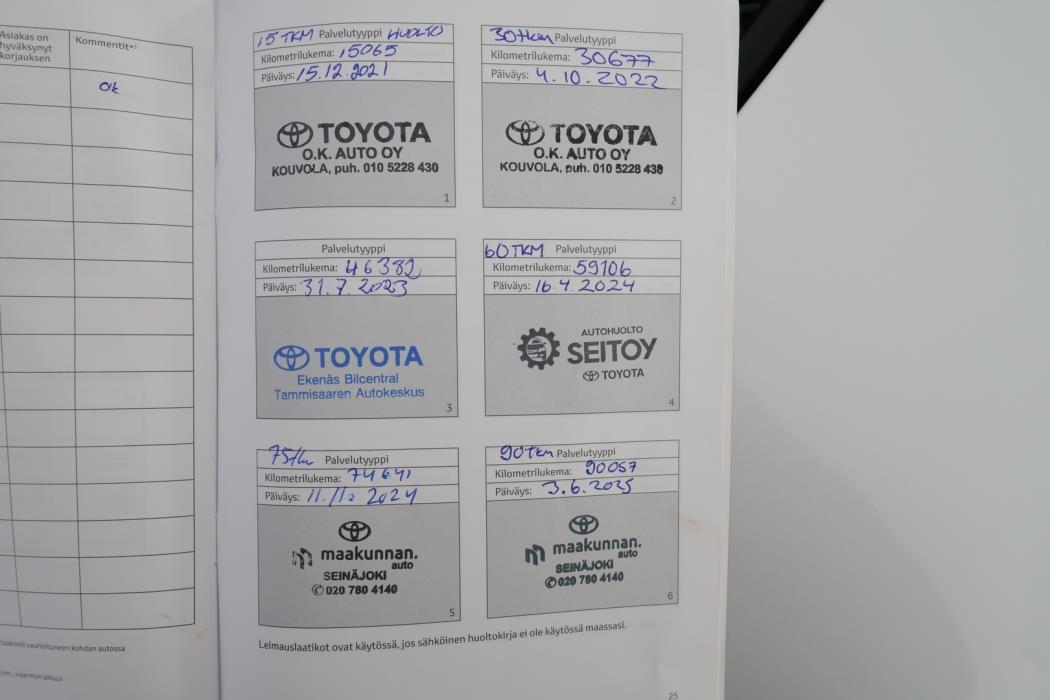 Asiakas on
hyväksynyt
korjauksen
Kommentit
Ok
15 TKM Palvelutyyppi HUOLTO
Kilometrilukema: 15065
Päiväys: 15.12.2021
TOYOTA
O.K. AUTO OY
KOUVOLA, puh. 010 5228 430
1
30tkm Palvelutyyppi
Kilometrilukema: 30677
Päiväys: 4.10.2022
TOYOTA
O.K. AUTO OY
KOUVOLA, puh. 010 5228 430
2
Palvelutyyppi
Kilometrilukema: 46382
Päiväys: 31.7.2023
TOYOTA
Ekenäs Bilcentral
Tammisaaren Autokeskus
3
60TKM Palvelutyyppi
Kilometrilukema: 59106
Päiväys: 16.4.2024
AUTOHUOLTO
SEITOY
TOYOTA
4
75tkm Palvelutyyppi
Kilometrilukema: 74641
Päiväys: 2024
maakunnan.
auto
SEINÄJOKI
020 780 4140
5
90tkm Palvelutyyppi
Kilometrilukema: 90057
Päiväys: 3.6.2025
maakunnan.
auto
SEINÄJOKI
020 780 4140
6
vaurioituneen kohdan autossa
naarmun pituus
Leimauslaatikot ovat käytössä, jos sähköinen huoltokirja ei ole käytössä maassasi.
25